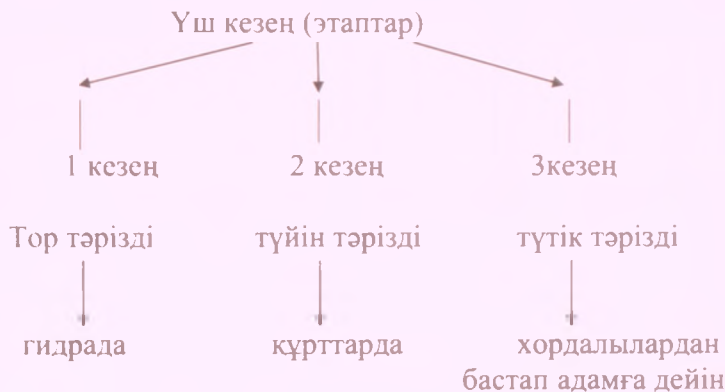 Үш кезең (этаптар)
1 кезең 2 кезең 3кезең
Тор тәрізді түйін тәрізді түтік тәрізді
гидрада құрттарда хордалылардан
бастап адамға дейін